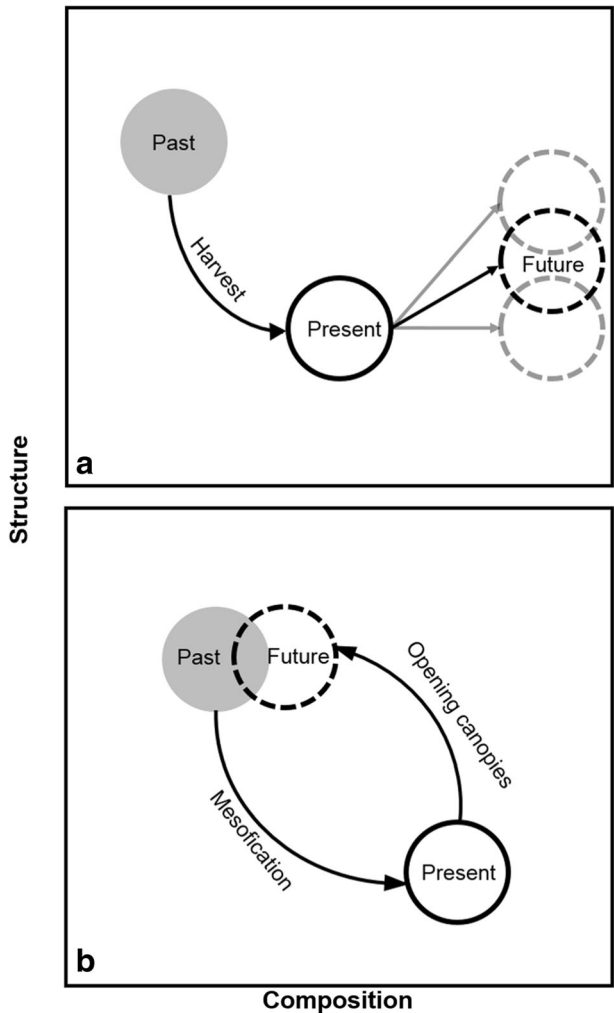 Past
Harvest
Present
Future
a
Structure
Past
Future
Opening canopies
Mesofication
Present
b
Composition